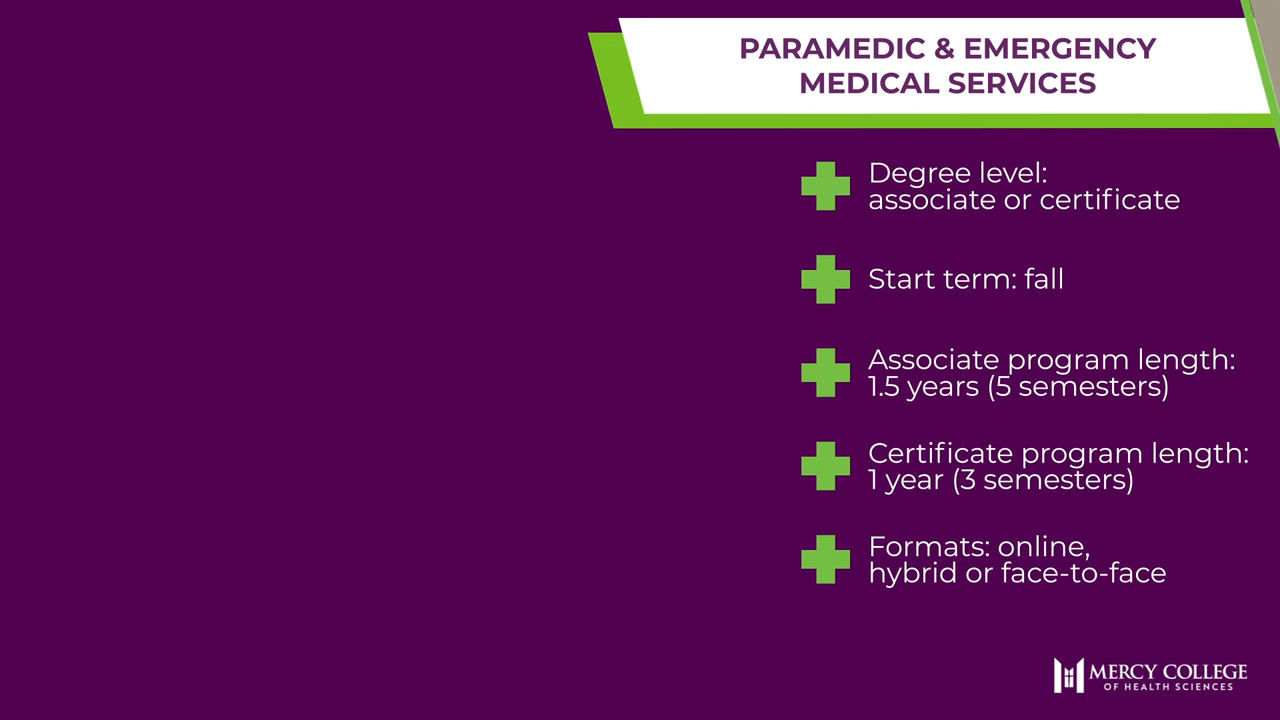 PARAMEDIC & EMERGENCY
MEDICAL SERVICES
Degree level:
associate or certificate
Start term: fall
Associate program length:
1.5 years (5 semesters)
Certificate program length:
1 year (3 semesters)
Formats: online,
hybrid or face-to-face
MERCY COLLEGE
OF HEALTH SCIENCES